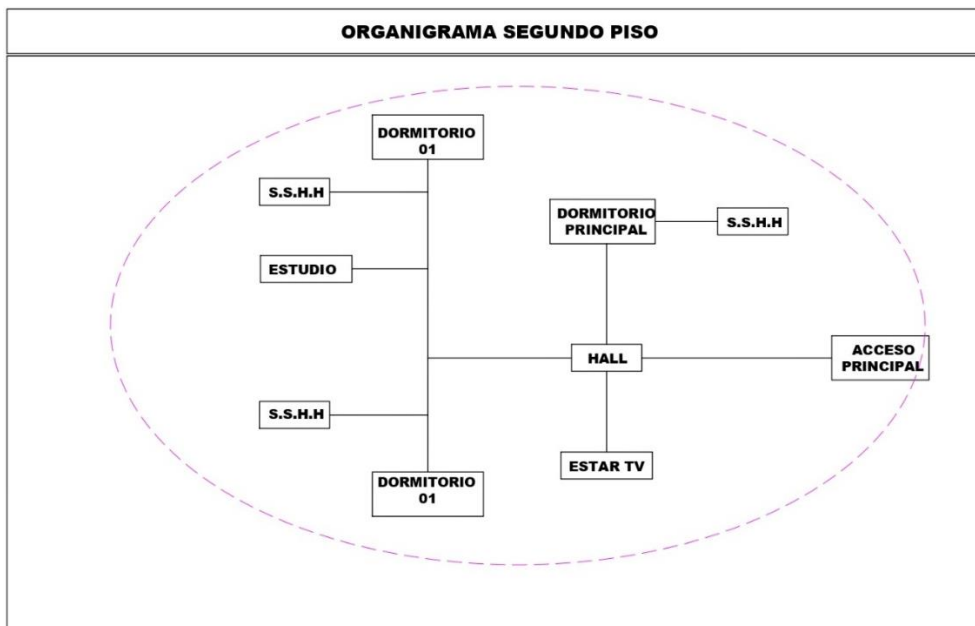 ORGANIGRAMA SEGUNDO PISO
DORMITORIO
01
S.S.H.H
DORMITORIO
PRINCIPAL
S.S.H.H
ESTUDIO
HALL
ACCESO
PRINCIPAL
S.S.H.H
ESTAR TV
DORMITORIO
01